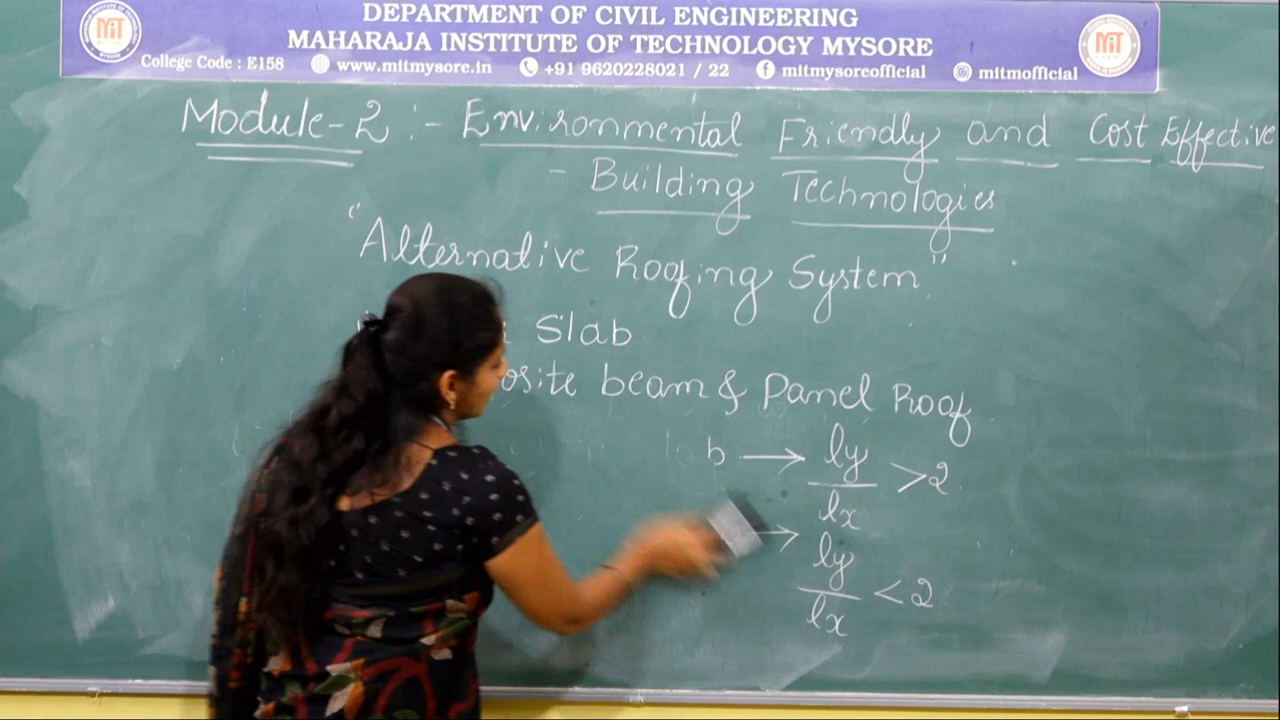 DEPARTMENT OF CIVIL ENGINEERING
MAHARAJA INSTITUTE OF TECHNOLOGY MYSORE
College Code : E158 www.mitmysore.in +91 9620228021 / 22 mitmysoreofficial mitmofficial
MIT
MIT
Module-2 :- Environmental Friendly and Cost Effective
- Building Technologies
"Alternative Roofing System"
Slab
beam & Panel Roof
b → ly/lx >2
→ ly/lx <2